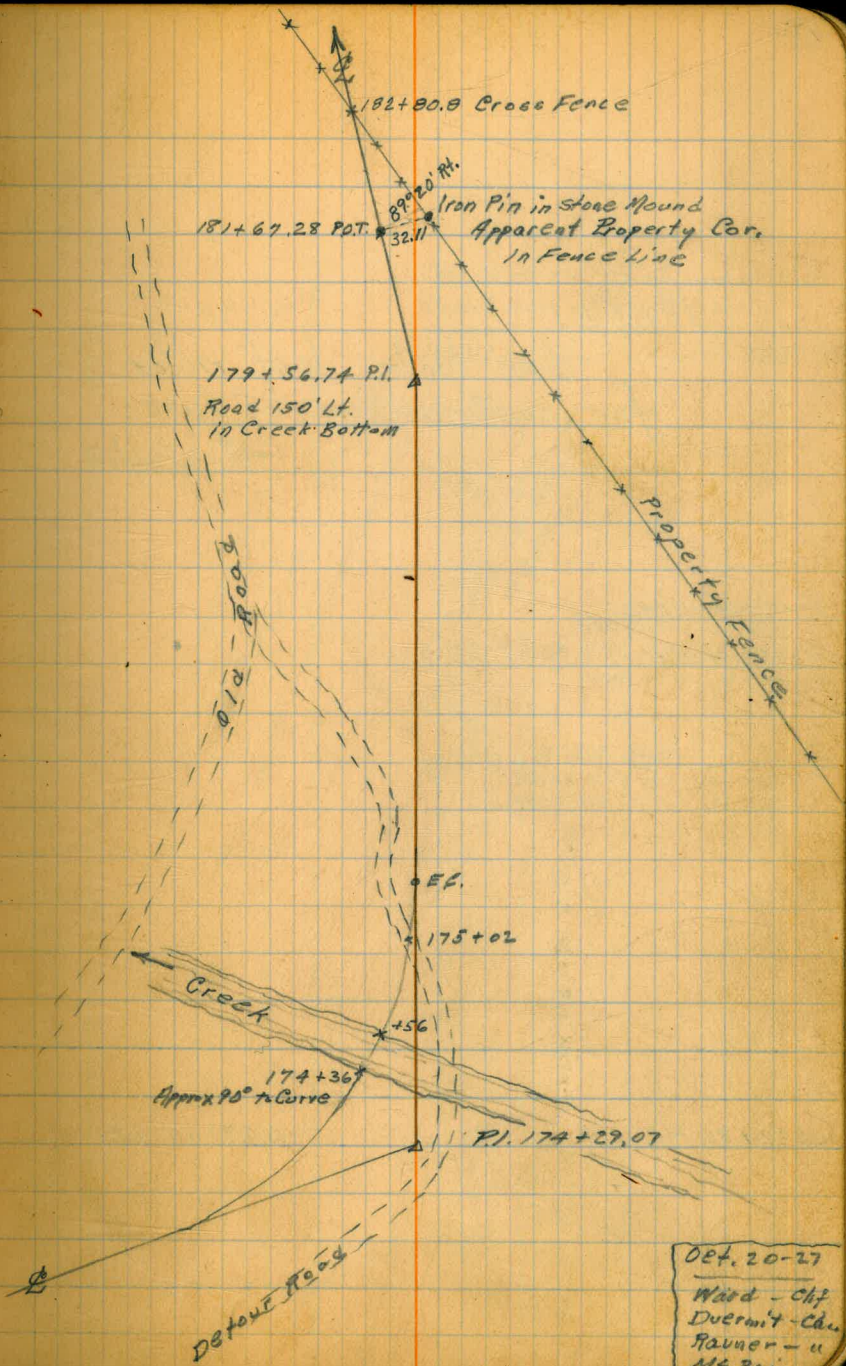 ℄
182+80.8 Cross Fence
89°20' Rt.
Iron Pin in stone Mound
181+67.28 P.O.T.
32.11
Apparent Property Cor.
In Fence Line
179+56.74 P.I.
Road 150' Lt.
in Creek Bottom
Property Fence
Old Road
E.C.
175+02
Creek
+56
174+36
Approx 90° to Curve
P.I. 174+29.07
℄
Detour Road
Oct. 20-27
Ward - Chf
Rauner - "